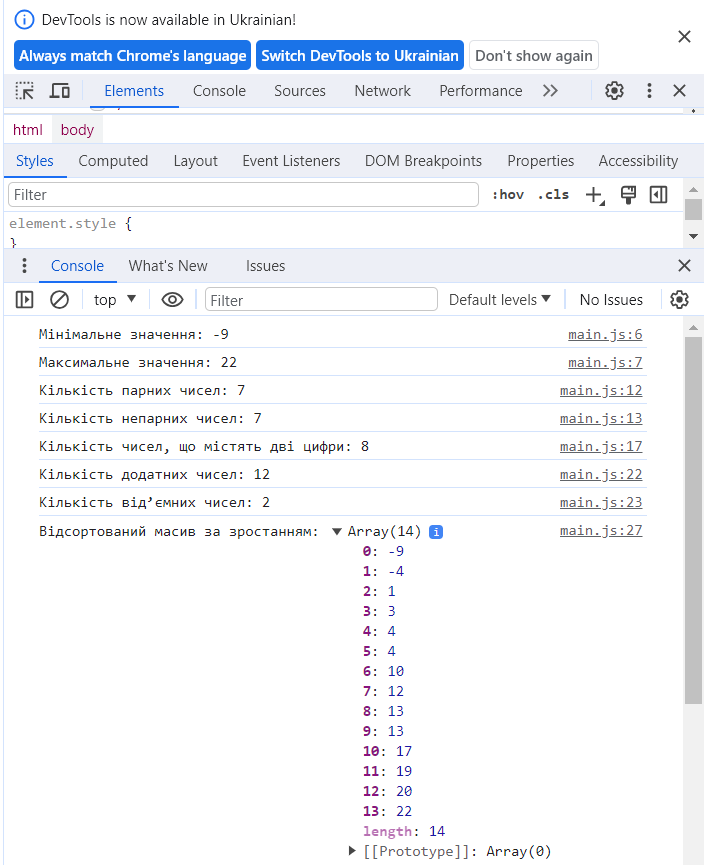 DevTools is now available in Ukrainian!
Always match Chrome's language Switch DevTools to Ukrainian Don't show again
Elements Console Sources Network Performance
html body
Styles Computed Layout Event Listeners DOM Breakpoints Properties Accessibility
Filter :hov .cls
element.style {
}
Console What's New Issues
top Filter Default levels No Issues
Мінімальне значення: -9 main.js:6
Максимальне значення: 22 main.js:7
Кількість парних чисел: 7 main.js:12
Кількість непарних чисел: 7 main.js:13
Кількість чисел, що містять дві цифри: 8 main.js:17
Кількість додатних чисел: 12 main.js:22
Кількість від’ємних чисел: 2 main.js:23
Відсортований масив за зростанням: Array(14) i main.js:27
0: -9
1: -4
2: 1
3: 3
4: 4
5: 4
6: 10
7: 12
8: 13
9: 13
10: 17
11: 19
12: 20
13: 22
length: 14
[[Prototype]]: Array(0)